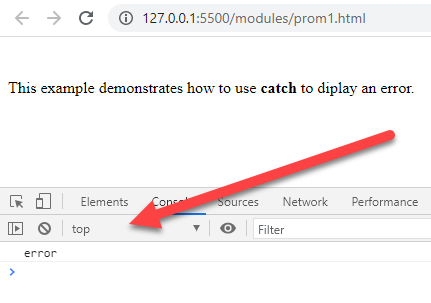 127.0.0.1:5500/modules/prom1.html
This example demonstrates how to use catch to diplay an error.
Elements Console Sources Network Performance
top Filter
error